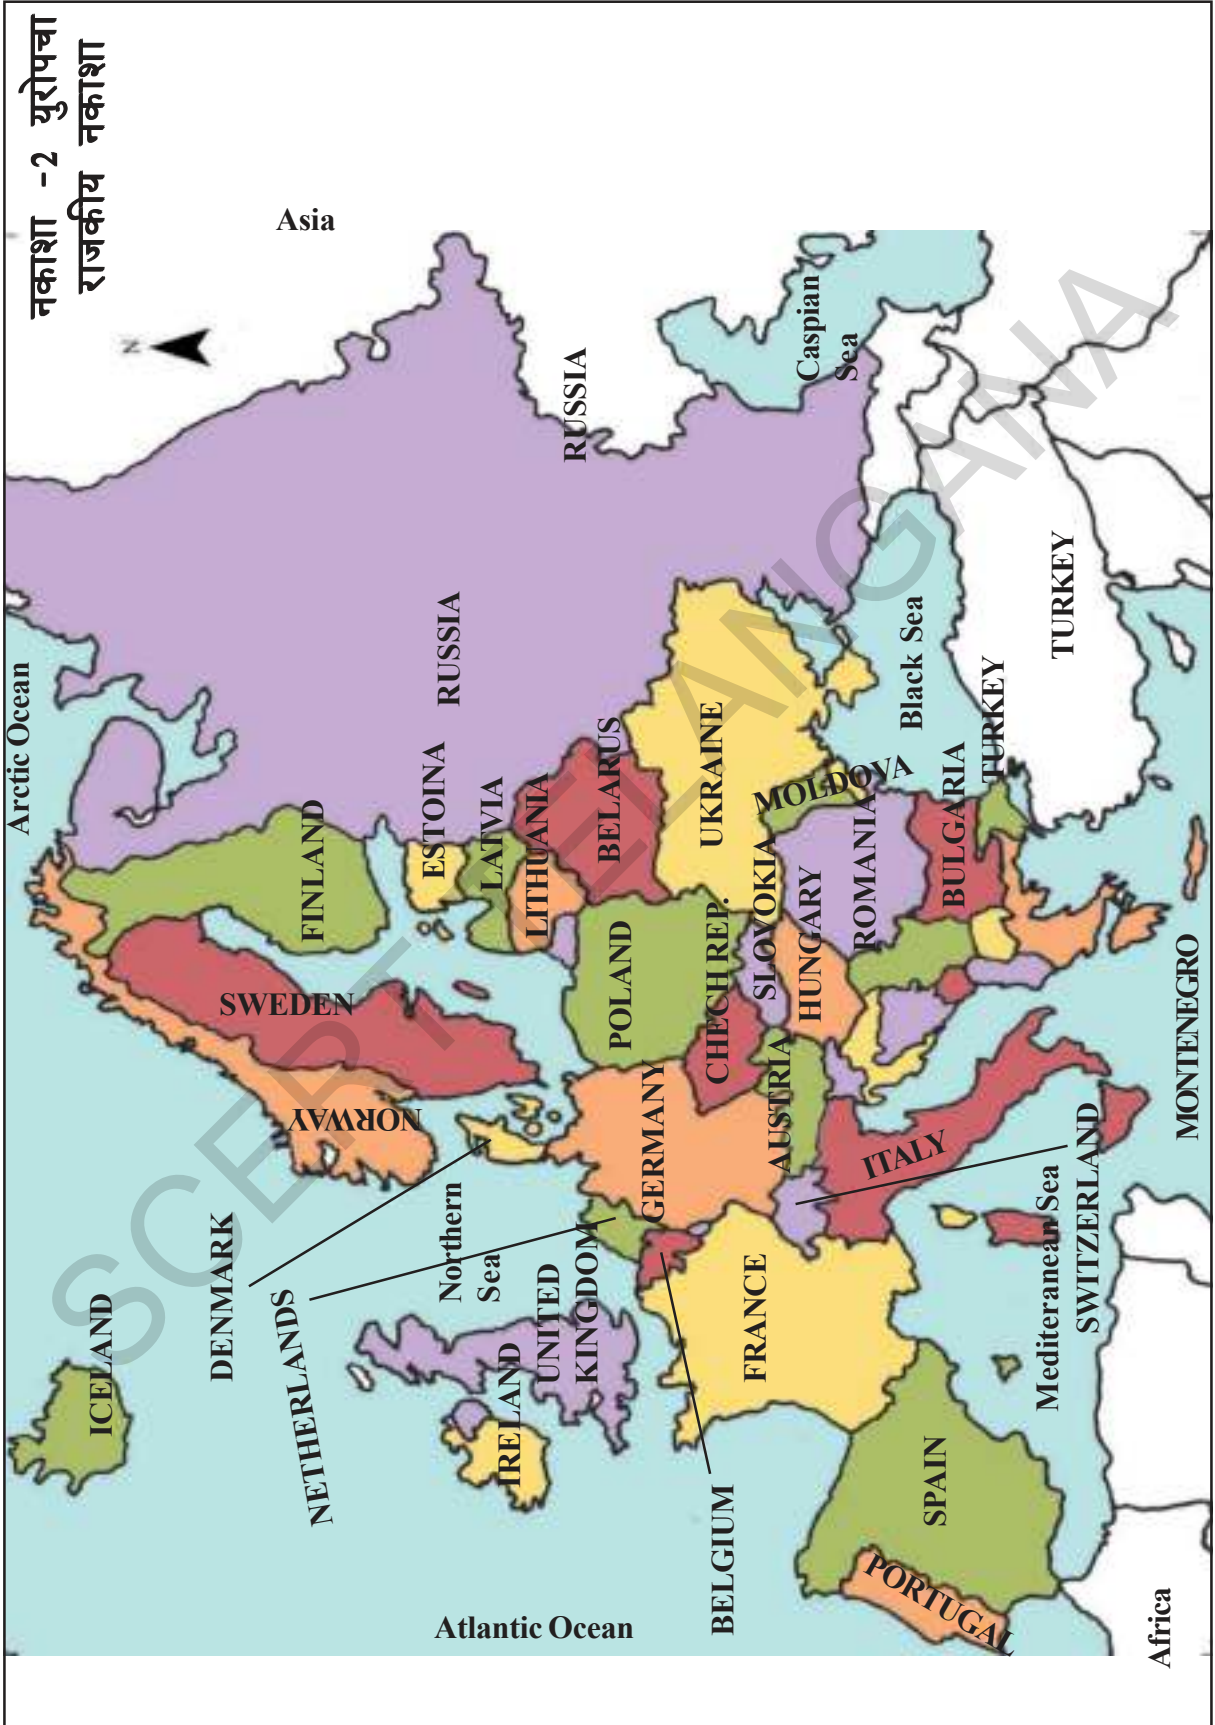 नकाशा -2 युरोपचा
राजकीय नकाशा
N
Asia
Arctic Ocean
RUSSIA
RUSSIA
Caspian
Sea
ICELAND
NORWAY
SWEDEN
FINLAND
ESTOINA
LATVIA
LITHUANIA
BELARUS
DENMARK
NETHERLANDS
Northern
Sea
UNITED
KINGDOM
IRELAND
POLAND
GERMANY
CHECH REP.
UKRAINE
SLOVOKIA
MOLDOVA
HUNGARY
AUSTRIA
ROMANIA
BULGARIA
Black Sea
TURKEY
TURKEY
BELGIUM
FRANCE
ITALY
SWITZERLAND
Mediteranean Sea
MONTENEGRO
SPAIN
PORTUGAL
Atlantic Ocean
Africa
SCERT TELANGANA